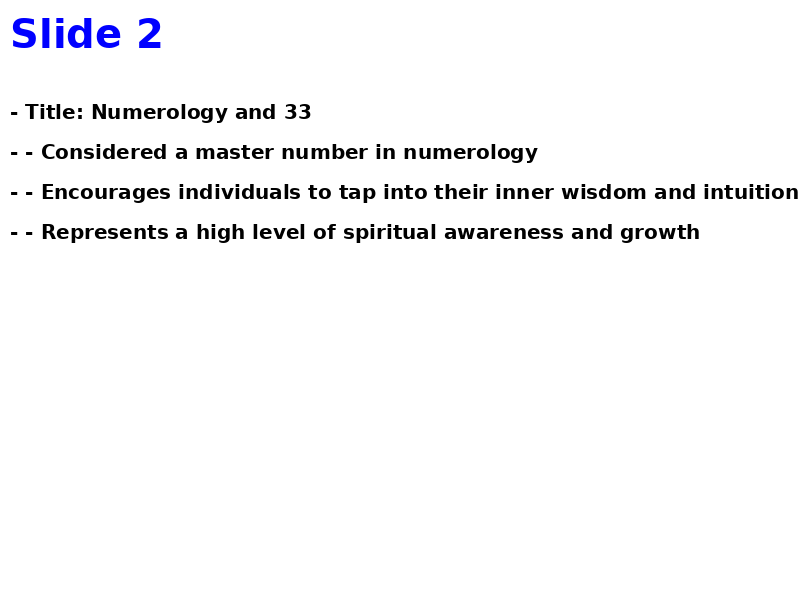 Slide 2
- Title: Numerology and 33
- - Considered a master number in numerology
- - Encourages individuals to tap into their inner wisdom and intuition
- - Represents a high level of spiritual awareness and growth